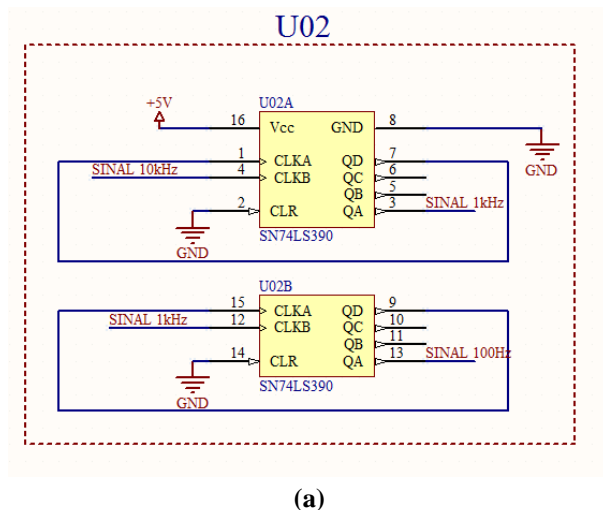 U02
+5V
U02A
16 Vcc GND 8
GND
1 CLKA QD 7
SINAL 10kHz 4 CLKB QC 6
QB 5
2 CLR QA 3 SINAL 1kHz
GND
SN74LS390
U02B
15 CLKA QD 9
SINAL 1kHz 12 CLKB QC 10
QB 11
14 CLR QA 13 SINAL 100Hz
GND
SN74LS390
(a)